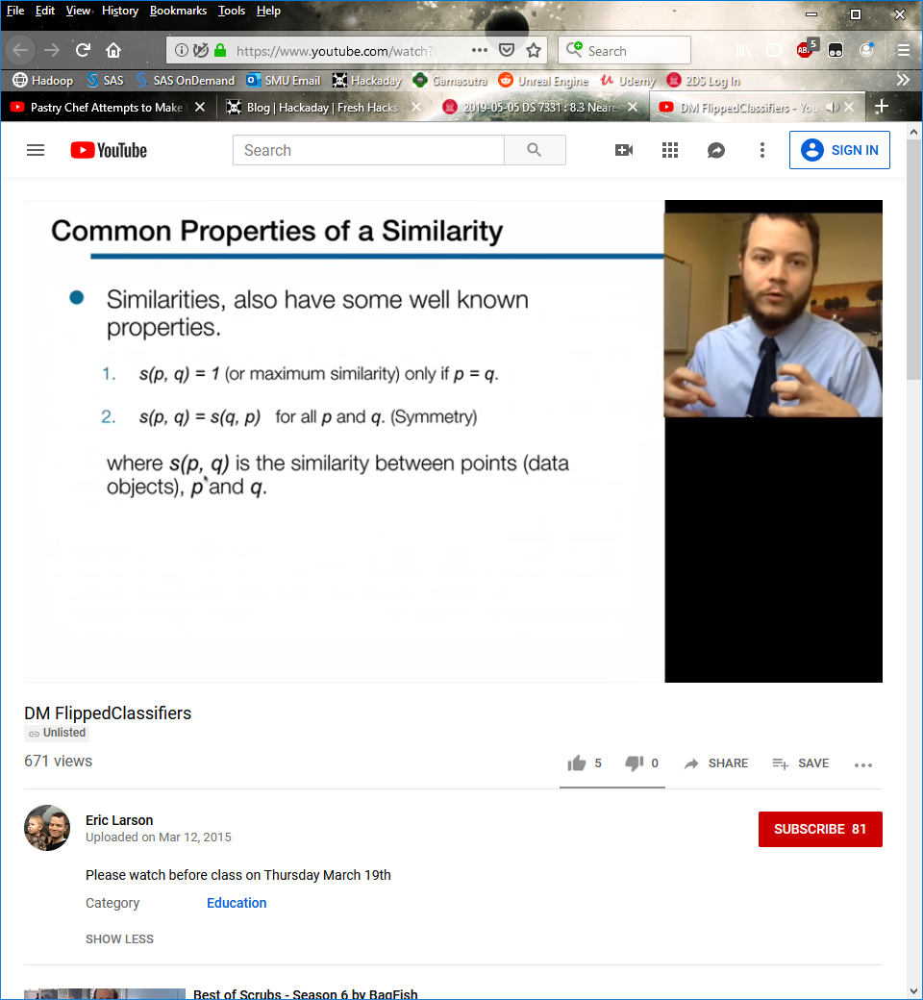 File Edit View History Bookmarks Tools Help
https://www.youtube.com/watch?v ••• Search
5
Hadoop SAS SAS OnDemand SMU Email Hackaday Gamasutra Unreal Engine Udemy 2DS Log In
Pastry Chef Attempts to Make Blog | Hackaday | Fresh Hacks 2019-05-05 DS 7331 : 8.3 Neare DM FlippedClassifiers - You
YouTube Search SIGN IN
Common Properties of a Similarity
Similarities, also have some well known
properties.
1. s(p, q) = 1 (or maximum similarity) only if p = q.
2. s(p, q) = s(q, p) for all p and q. (Symmetry)
where s(p, q) is the similarity between points (data
objects), p and q.
DM FlippedClassifiers
Unlisted
671 views
5 0 SHARE SAVE
Eric Larson
Uploaded on Mar 12, 2015
SUBSCRIBE 81
Please watch before class on Thursday March 19th
Category Education
SHOW LESS
Best of Scrubs - Season 6 by BagFish